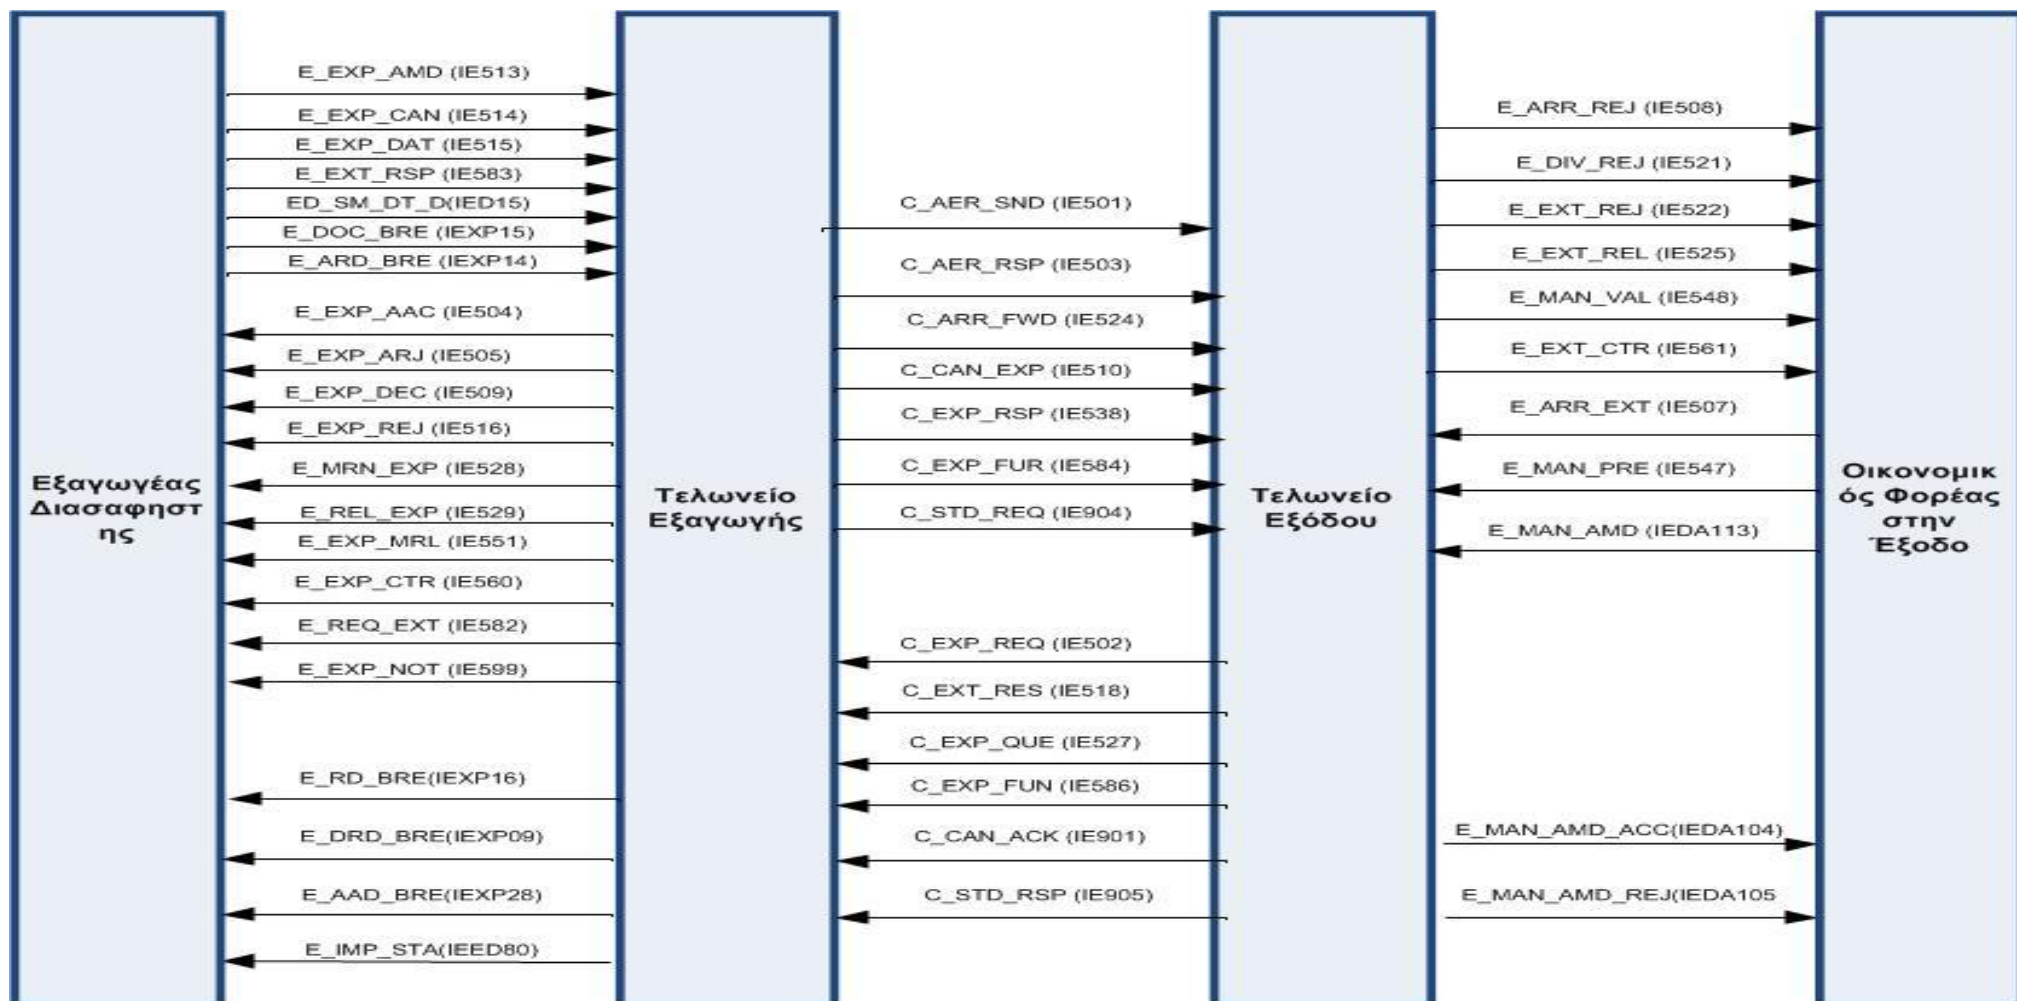 E_EXP_AMD (IE513)
E_EXP_CAN (IE514)
E_EXP_DAT (IE515)
E_EXT_RSP (IE583)
ED_SM_DT_D(IED15)
E_DOC_BRE (IEXP15)
E_ARD_BRE (IEXP14)
E_EXP_AAC (IE504)
E_EXP_ARJ (IE505)
E_EXP_DEC (IE509)
E_EXP_REJ (IE516)
E_MRN_EXP (IE528)
E_REL_EXP (IE529)
E_EXP_MRL (IE551)
E_EXP_CTR (IE560)
E_REQ_EXT (IE582)
E_EXP_NOT (IE599)
E_RD_BRE(IEXP16)
E_DRD_BRE(IEXP09)
E_AAD_BRE(IEXP28)
E_IMP_STA(IEED80)
Εξαγωγέας
Διασαφηστ
ης
Τελωνείο
Εξαγωγής
C_AER_SND (IE501)
C_AER_RSP (IE503)
C_ARR_FWD (IE524)
C_CAN_EXP (IE510)
C_EXP_RSP (IE538)
C_EXP_FUR (IE584)
C_STD_REQ (IE904)
C_EXP_REQ (IE502)
C_EXT_RES (IE518)
C_EXP_QUE (IE527)
C_EXP_FUN (IE586)
C_CAN_ACK (IE901)
C_STD_RSP (IE905)
Τελωνείο
Εξόδου
E_ARR_REJ (IE508)
E_DIV_REJ (IE521)
E_EXT_REJ (IE522)
E_EXT_REL (IE525)
E_MAN_VAL (IE548)
E_EXT_CTR (IE561)
E_ARR_EXT (IE507)
E_MAN_PRE (IE547)
E_MAN_AMD (IEDA113)
E_MAN_AMD_ACC(IEDA104)
E_MAN_AMD_REJ(IEDA105
Οικονομικ
ός Φορέας
στην
Έξοδο